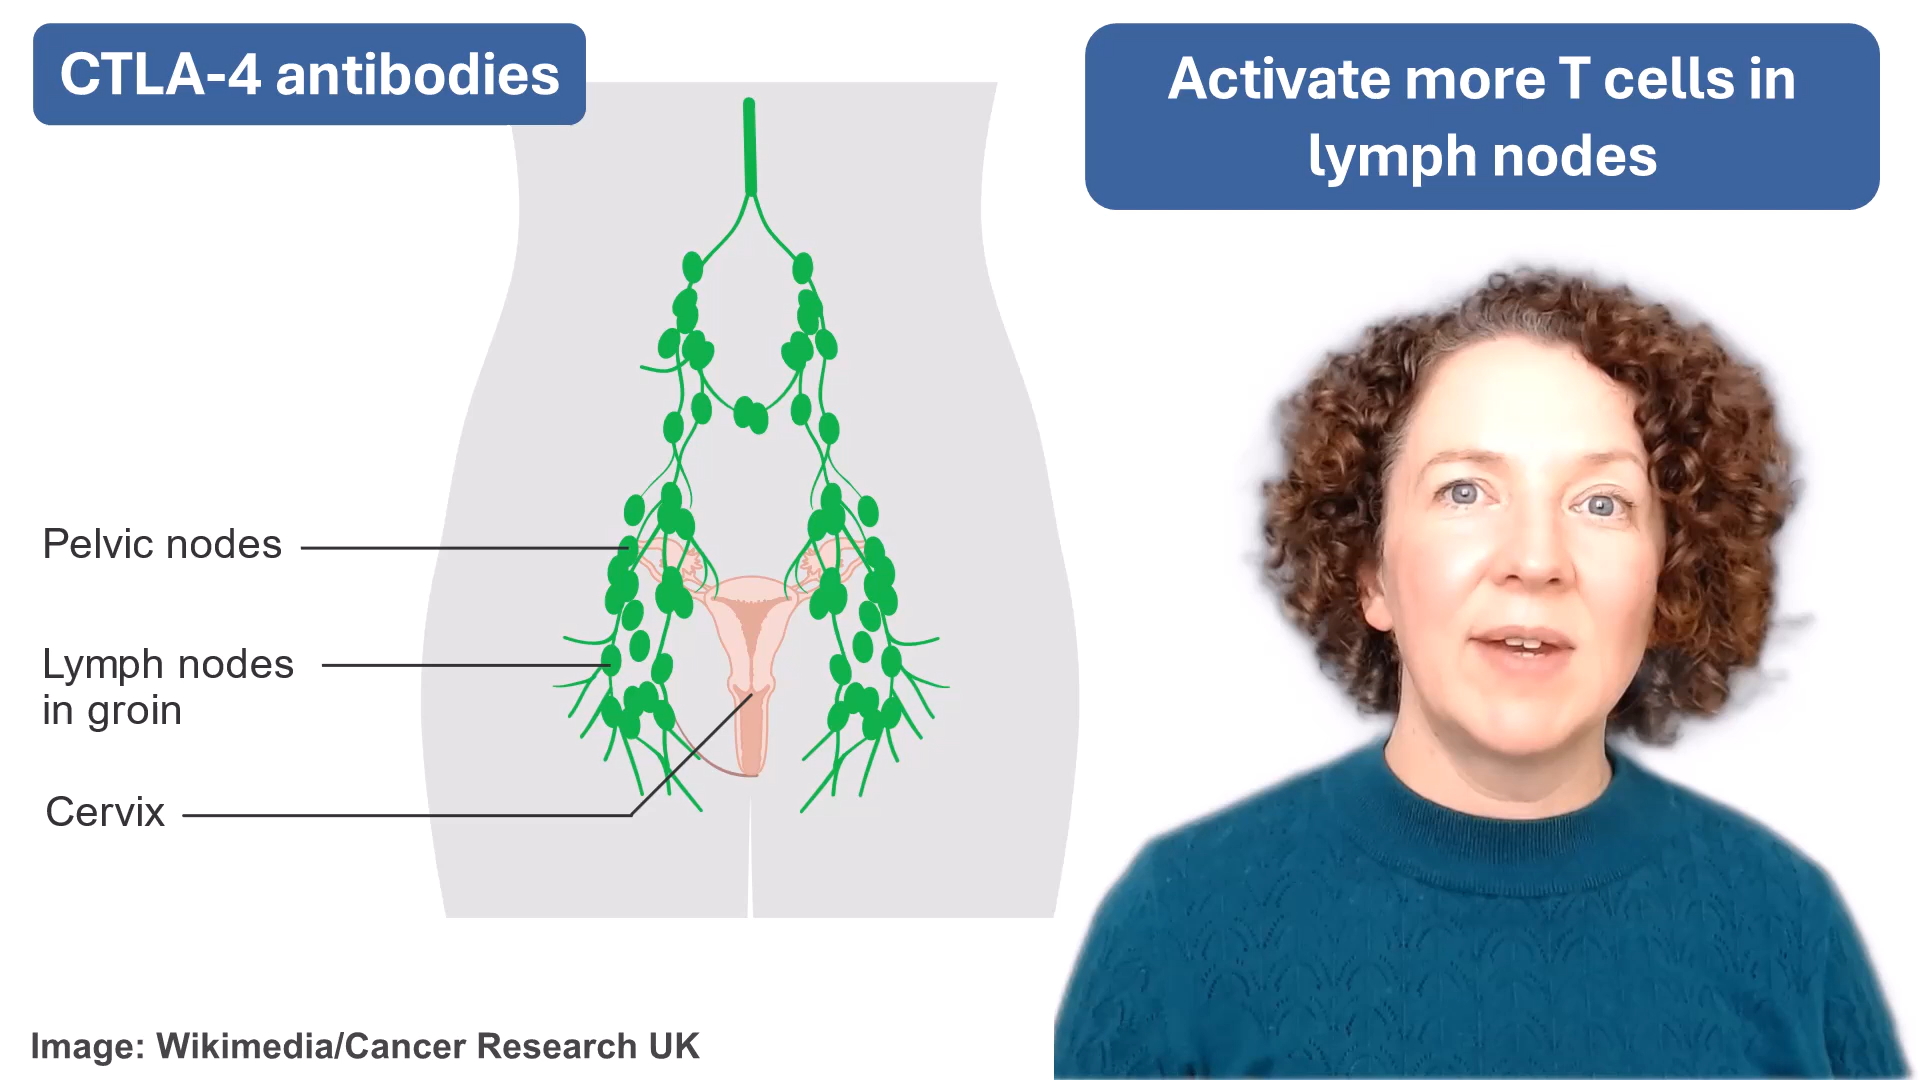 CTLA-4 antibodies
Activate more T cells in
lymph nodes
Pelvic nodes
Lymph nodes
in groin
Cervix
Image: Wikimedia/Cancer Research UK